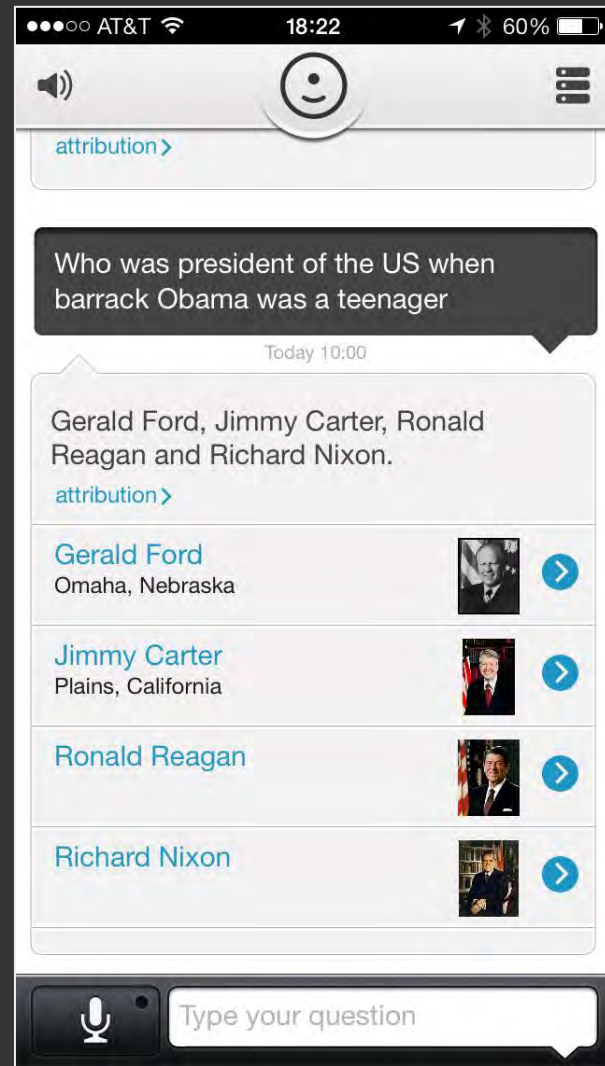 ●●●○○ AT&T 18:22 60%
attribution >
Who was president of the US when
barrack Obama was a teenager
Today 10:00
Gerald Ford, Jimmy Carter, Ronald
Reagan and Richard Nixon.
attribution >
Gerald Ford
Omaha, Nebraska
Jimmy Carter
Plains, California
Ronald Reagan
Richard Nixon
Type your question